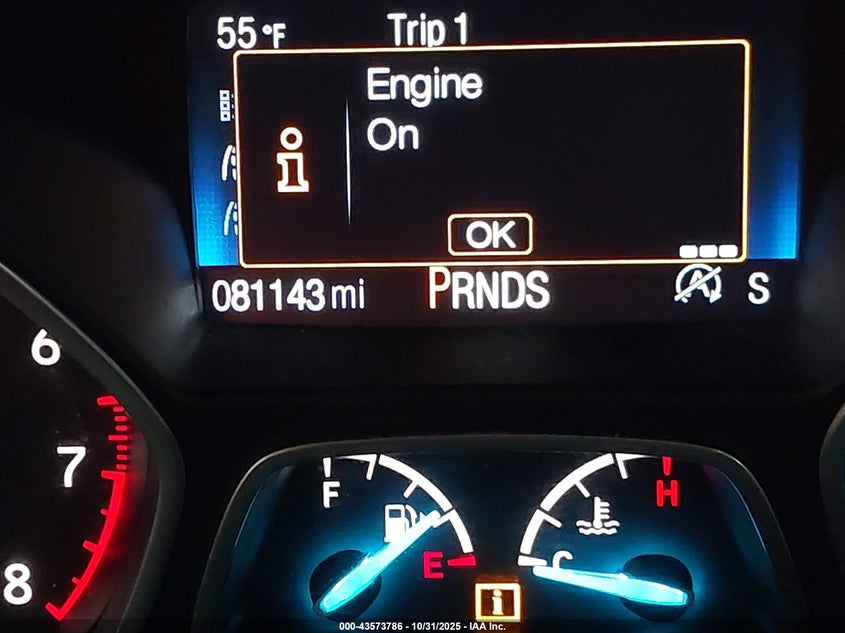 55°F Trip 1
Engine
On
i
OK
081143 mi PRNDS A S
6
7
8
F H
E C
i
000-43573786 - 10/31/2025 - IAA Inc.